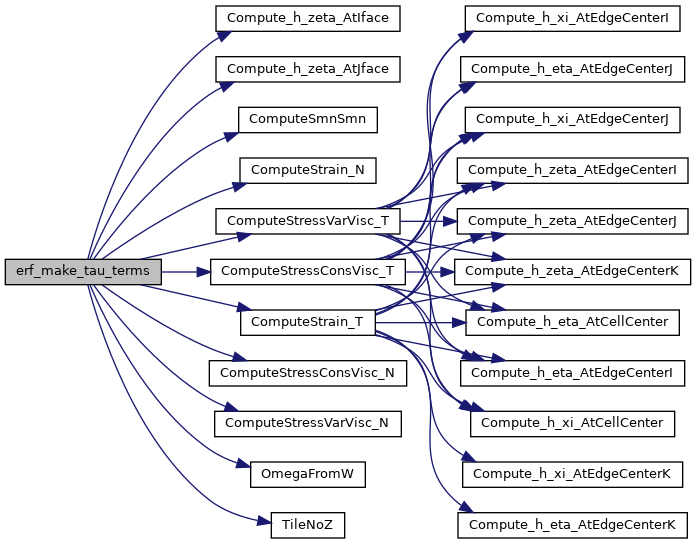 erf_make_tau_terms
Compute_h_zeta_AtIface
Compute_h_zeta_AtJface
ComputeSmnSmn
ComputeStrain_N
ComputeStressVarVisc_T
ComputeStressConsVisc_T
ComputeStrain_T
ComputeStressConsVisc_N
ComputeStressVarVisc_N
OmegaFromW
TileNoZ
Compute_h_xi_AtEdgeCenterI
Compute_h_eta_AtEdgeCenterJ
Compute_h_xi_AtEdgeCenterJ
Compute_h_zeta_AtEdgeCenterI
Compute_h_zeta_AtEdgeCenterJ
Compute_h_zeta_AtEdgeCenterK
Compute_h_eta_AtCellCenter
Compute_h_eta_AtEdgeCenterI
Compute_h_xi_AtCellCenter
Compute_h_xi_AtEdgeCenterK
Compute_h_eta_AtEdgeCenterK